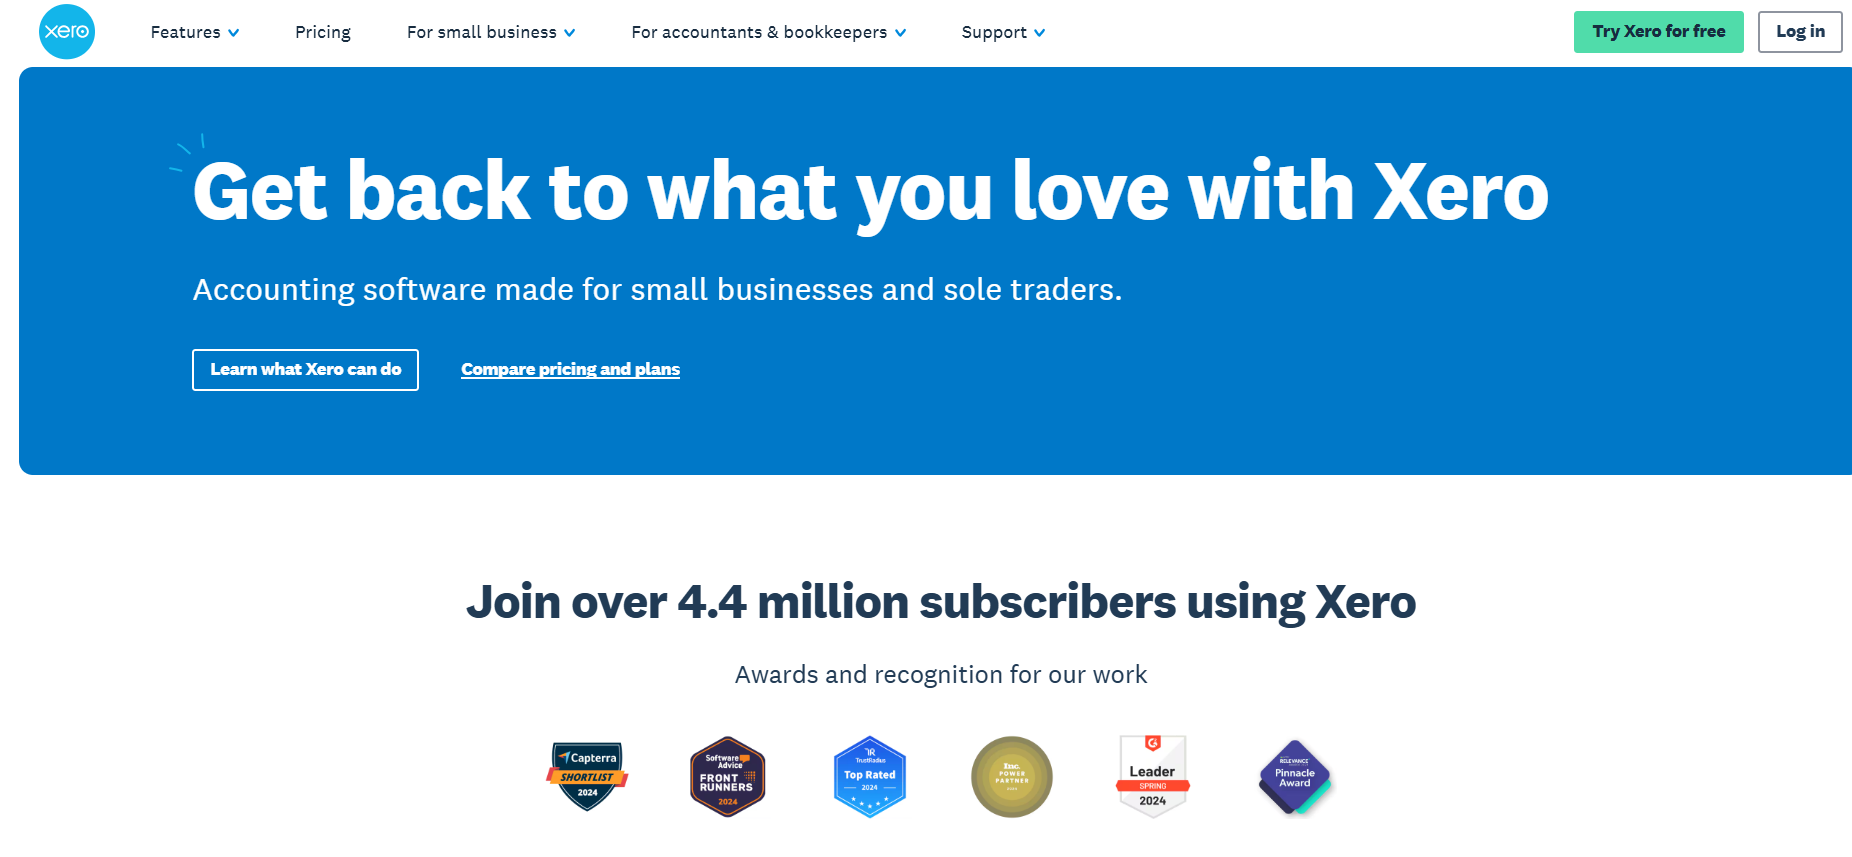 xero
Features
Pricing
For small business
For accountants & bookkeepers
Support
Try Xero for free
Log in
Get back to what you love with Xero
Accounting software made for small businesses and sole traders.
Learn what Xero can do
Compare pricing and plans
Join over 4.4 million subscribers using Xero
Awards and recognition for our work
Capterra
SHORTLIST
2024
Software
Advice
FRONT
RUNNERS
2024
TR
TrustRadius
Top Rated
2024
Inc.
POWER
PARTNER
G
Leader
SPRING
2024
RELEVANCE
Pinnacle
Award